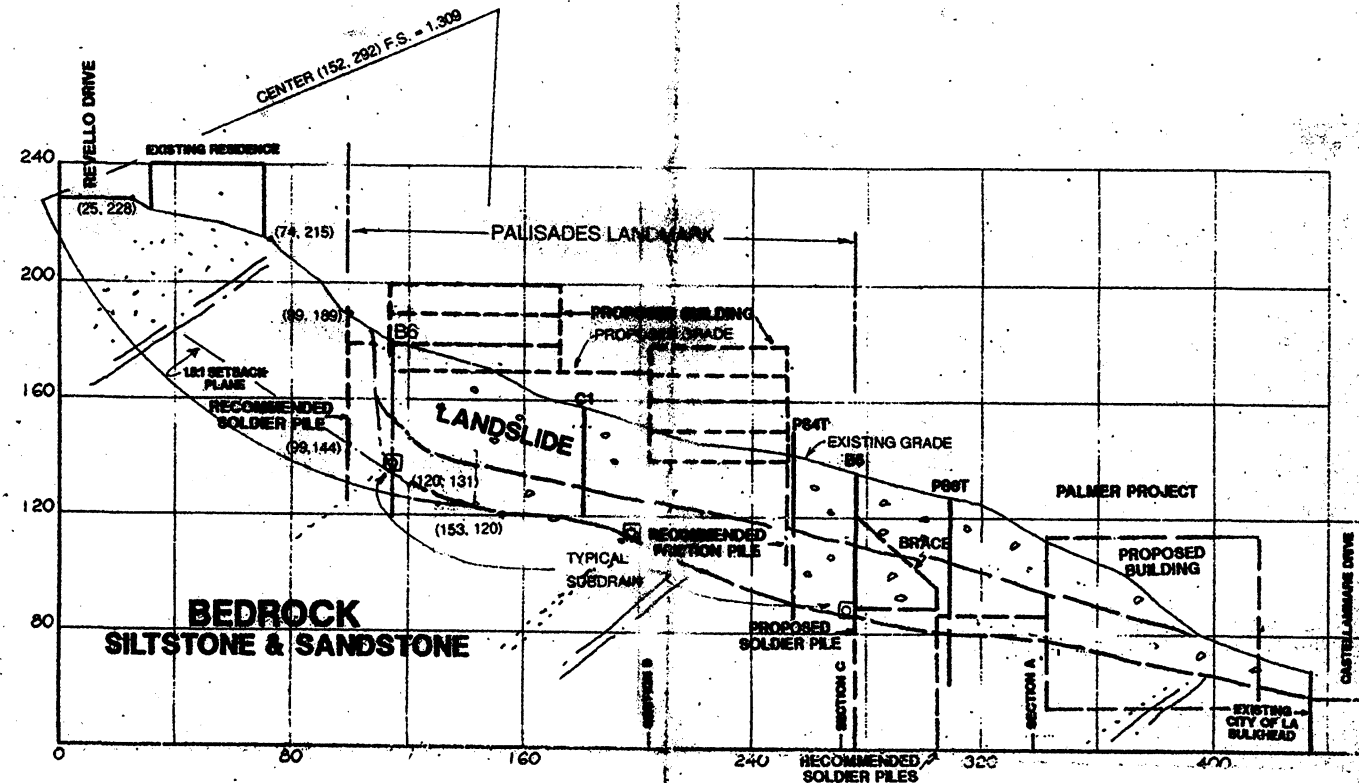 CENTER (152, 292) F.S. = 1.309
REVELLO DRIVE
EXISTING RESIDENCE
240
(25, 228)
(74, 215)
PALISADES LANDMARK
200
(99, 189)
B6
PROPOSED BUILDING
PROPOSED GRADE
1.5:1 SETBACK
PLANE
160
RECOMMENDED
SOLDIER PILE
LANDSLIDE
C1
P84T
EXISTING GRADE
B5
(99,144)
(120, 131)
P86T
PALMER PROJECT
120
(153, 120)
RECOMMENDED
FRICTION PILE
BRACE
PROPOSED
BUILDING
TYPICAL
SUBDRAIN
CASTELLAMMARE DRIVE
BEDROCK
SILTSTONE & SANDSTONE
80
PROPOSED
SOLDIER PILE
SECTION B
SECTION C
SECTION A
EXISTING
CITY OF LA
BULKHEAD
0
80
160
240
320
400
RECOMMENDED
SOLDIER PILES